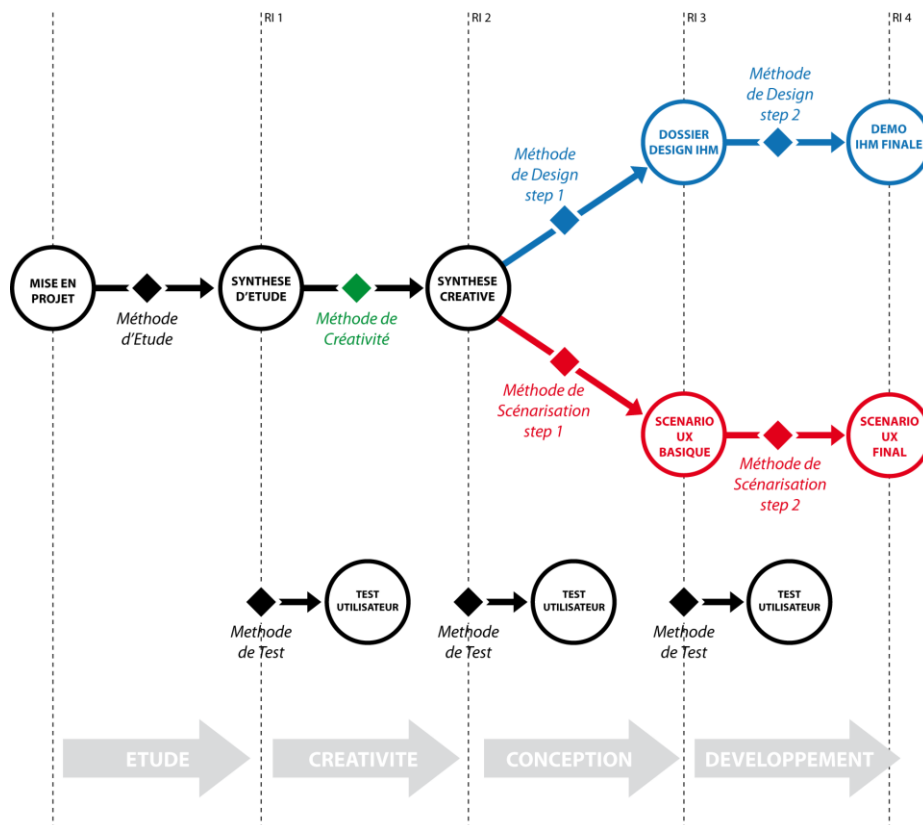 RI 1
RI 2
RI 3
RI 4
Méthode
de Design
step 2
DOSSIER
DESIGN IHM
DEMO
IHM FINALE
Méthode
de Design
step 1
MISE EN
PROJET
SYNTHESE
D'ETUDE
SYNTHESE
CREATIVE
Méthode
d'Etude
Méthode de
Créativité
Méthode de
Scénarisation
step 1
SCENARIO
UX
BASIQUE
SCENARIO
UX
FINAL
Méthode de
Scénarisation
step 2
TEST
UTILISATEUR
TEST
UTILISATEUR
TEST
UTILISATEUR
Methode
de Test
Methode
de Test
Methode
de Test
ETUDE
CREATIVITE
CONCEPTION
DEVELOPPEMENT